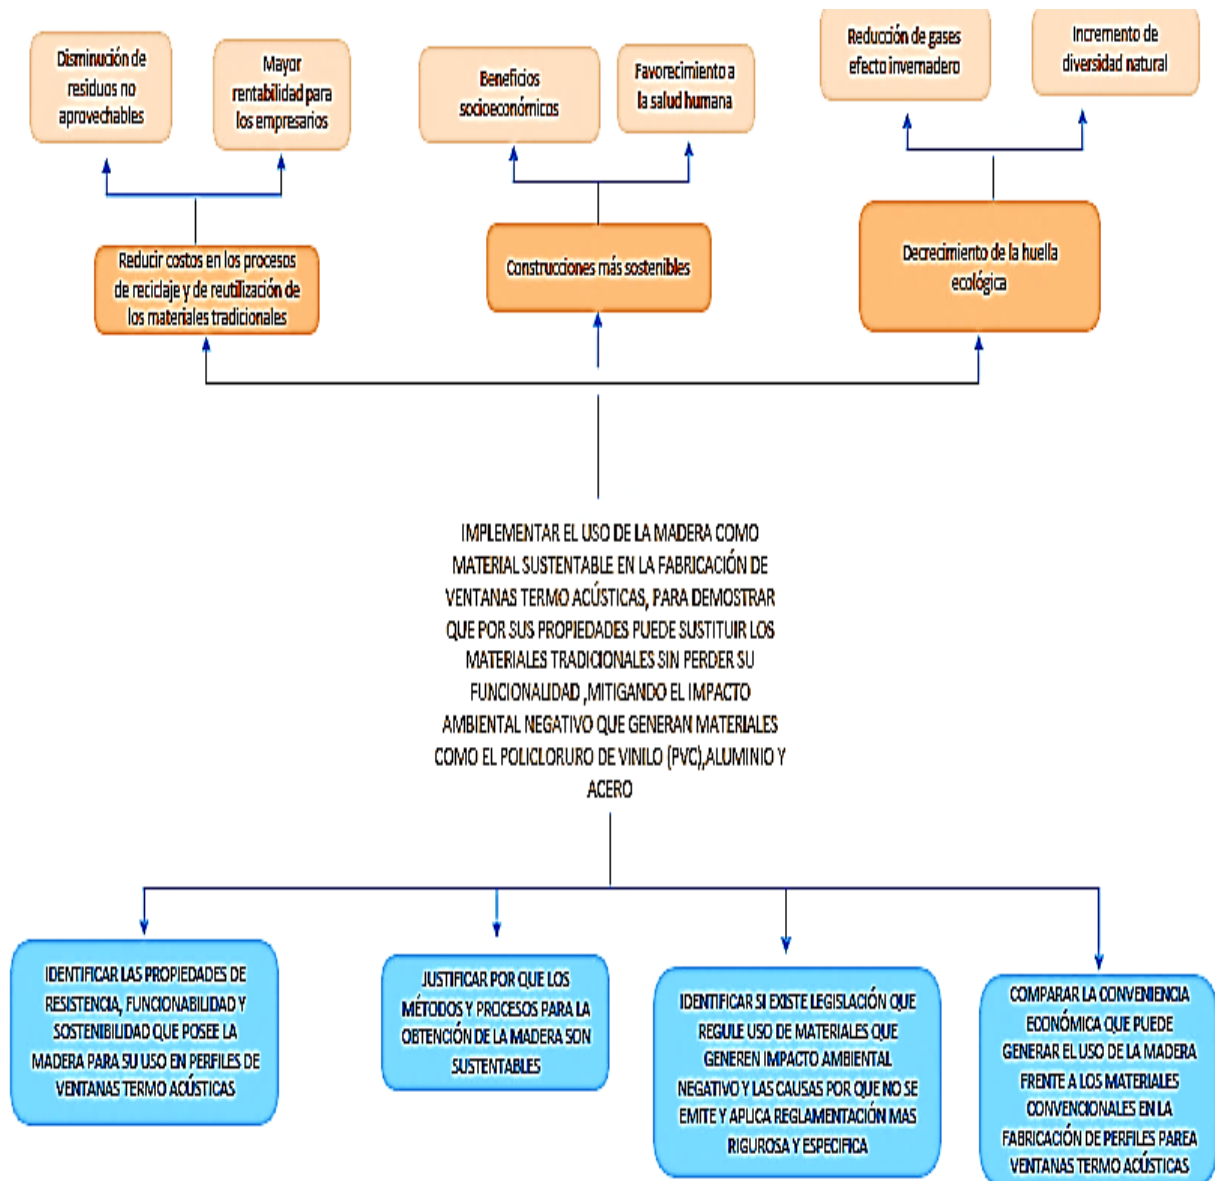 Disminución de
residuos no
aprovechables
Mayor
rentabilidad para
los empresarios
Beneficios
socioeconómicos
Favorecimiento a
la salud humana
Reducción de gases
efecto invernadero
Incremento de
diversidad natural
Reducir costos en los procesos
de reciclaje y de reutilización de
los materiales tradicionales
Construcciones más sostenibles
Decrecimiento de la huella
ecológica
IMPLEMENTAR EL USO DE LA MADERA COMO
MATERIAL SUSTENTABLE EN LA FABRICACIÓN DE
VENTANAS TERMO ACÚSTICAS, PARA DEMOSTRAR
QUE POR SUS PROPIEDADES PUEDE SUSTITUIR LOS
MATERIALES TRADICIONALES SIN PERDER SU
FUNCIONALIDAD ,MITIGANDO EL IMPACTO
AMBIENTAL NEGATIVO QUE GENERAN MATERIALES
COMO EL POLICLORURO DE VINILO (PVC),ALUMINIO Y
ACERO
IDENTIFICAR LAS PROPIEDADES DE
RESISTENCIA, FUNCIONABILIDAD Y
SOSTENIBILIDAD QUE POSEE LA
MADERA PARA SU USO EN PERFILES DE
VENTANAS TERMO ACÚSTICAS
JUSTIFICAR POR QUE LOS
MÉTODOS Y PROCESOS PARA LA
OBTENCIÓN DE LA MADERA SON
SUSTENTABLES
IDENTIFICAR SI EXISTE LEGISLACIÓN QUE
REGULE USO DE MATERIALES QUE
GENEREN IMPACTO AMBIENTAL
NEGATIVO Y LAS CAUSAS POR QUE NO SE
EMITE Y APLICA REGLAMENTACIÓN MAS
RIGUROSA Y ESPECIFICA
COMPARAR LA CONVENIENCIA
ECONÓMICA QUE PUEDE
GENERAR EL USO DE LA MADERA
FRENTE A LOS MATERIALES
CONVENCIONALES EN LA
FABRICACIÓN DE PERFILES PAREA
VENTANAS TERMO ACÚSTICAS